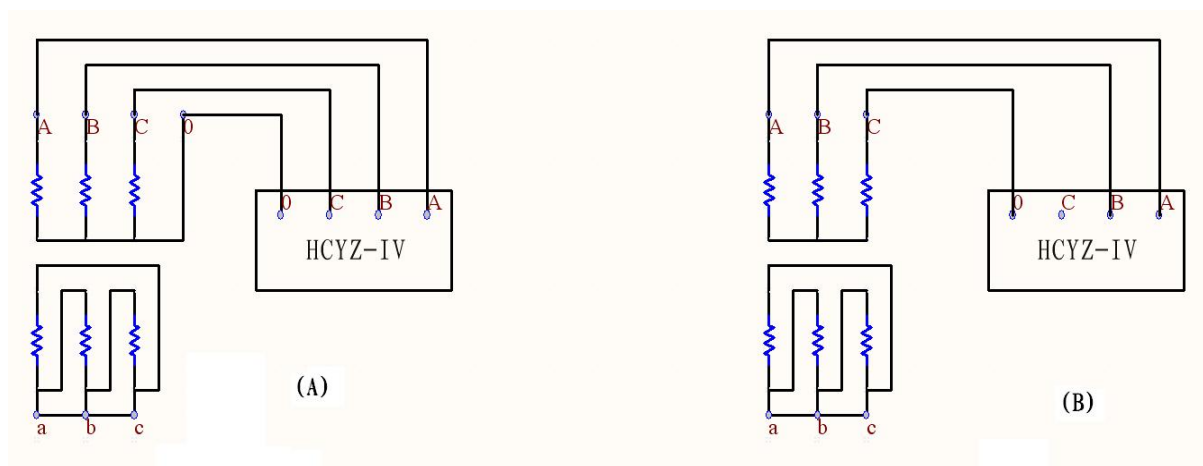 A B C 0
0 C B A
HCYZ-IV
a b c
(A)
A B C
0 C B A
HCYZ-IV
a b c
(B)